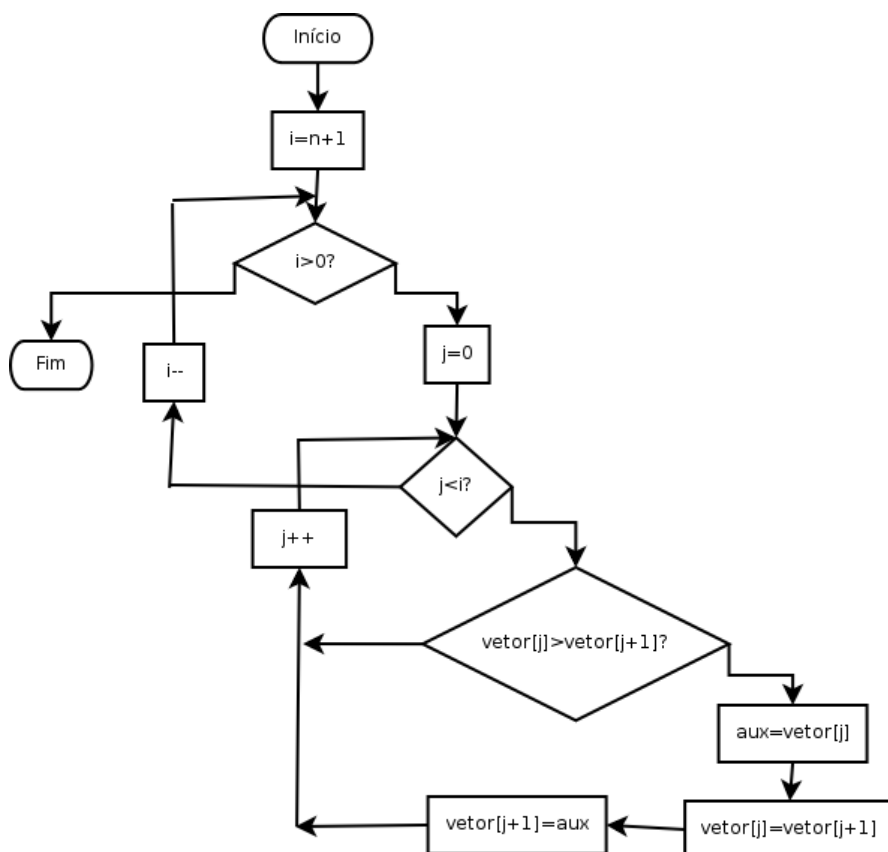 Início
i=n+1
i>0?
j=0
Fim
i--
j<i?
j++
vetor[j]>vetor[j+1]?
aux=vetor[j]
vetor[j]=vetor[j+1]
vetor[j+1]=aux